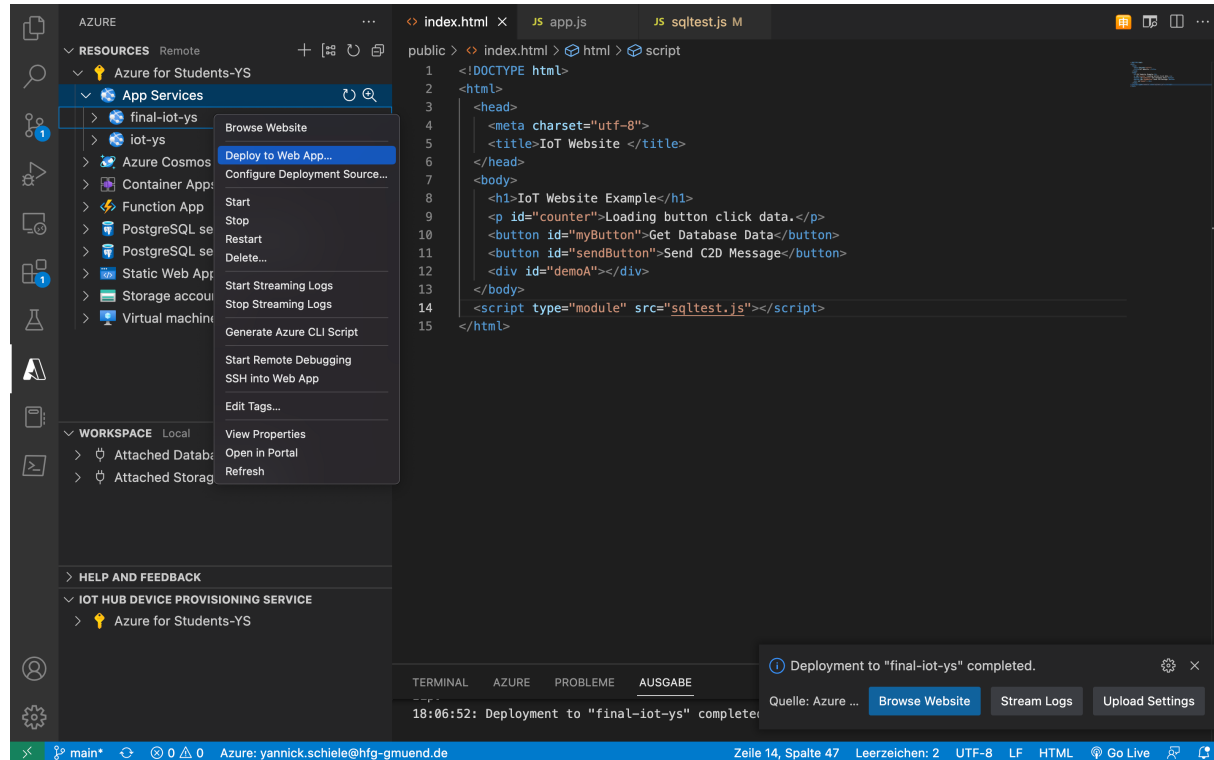 AZURE
RESOURCES Remote
Azure for Students-YS
App Services
final-iot-ys
iot-ys
Azure Cosmos
Container Apps
Function App
PostgreSQL se
PostgreSQL se
Static Web App
Storage accou
Virtual machine
WORKSPACE Local
Attached Databa
Attached Storag
HELP AND FEEDBACK
IOT HUB DEVICE PROVISIONING SERVICE
Azure for Students-YS
1
1
Browse Website
Deploy to Web App...
Configure Deployment Source...
Start
Stop
Restart
Delete...
Start Streaming Logs
Stop Streaming Logs
Generate Azure CLI Script
Start Remote Debugging
SSH into Web App
Edit Tags...
View Properties
Open in Portal
Refresh
<> index.html × JS app.js JS sqltest.js M
public > <> index.html > html > script
1 <!DOCTYPE html>
2 <html>
3 <head>
4 <meta charset="utf-8">
5 <title>IoT Website </title>
6 </head>
7 <body>
8 <h1>IoT Website Example</h1>
9 <p id="counter">Loading button click data.</p>
10 <button id="myButton">Get Database Data</button>
11 <button id="sendButton">Send C2D Message</button>
12 <div id="demoA"></div>
13 </body>
14 <script type="module" src="sqltest.js"></script>
15 </html>
TERMINAL AZURE PROBLEME AUSGABE
18:06:52: Deployment to "final-iot-ys" complete
Deployment to "final-iot-ys" completed.
Quelle: Azure ... Browse Website Stream Logs Upload Settings
main* 0 0 Azure: yannick.schiele@hfg-gmuend.de Zeile 14, Spalte 47 Leerzeichen: 2 UTF-8 LF HTML Go Live